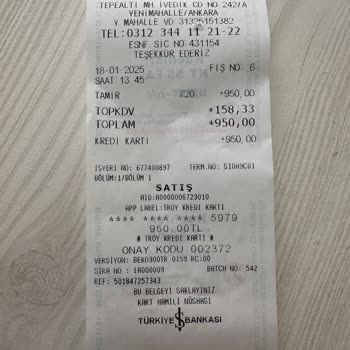 TEPEALTI MH. İVEDİK CD NO 242/A
YENİMAHALLE/ANKARA
Y. MAHALLE VD 31325151382
TEL:0312 344 11 21-22
ESNF SİC NO 431154
TEŞEKKÜR EDERİZ
18-01-2025 FİŞ NO 6
SAAT 13 45
TAMİR %20 *950,00
TOPKDV *158,33
TOPLAM *950,00
KREDİ KARTI *950,00
İŞYERİ NO: 677400897 TERM.NO: S10H9C01
BÖLÜM:1/BÖLÜM 1
SATIŞ
AID:A0000006723010
APP LABEL:TROY KREDI KARTI
**** **** **** 5979
950.00TL
# TROY KREDİ KARTI #
ONAY KODU 002372
VERSİYON: BEKO300TR 0159 RC:00
SIRA NO : IA000009 BATCH NO: 542
REF: 501847257343
BU BELGEYİ SAKLAYINIZ
KART HAMİLİ NÜSHASI
TÜRKİYE İŞ BANKASI